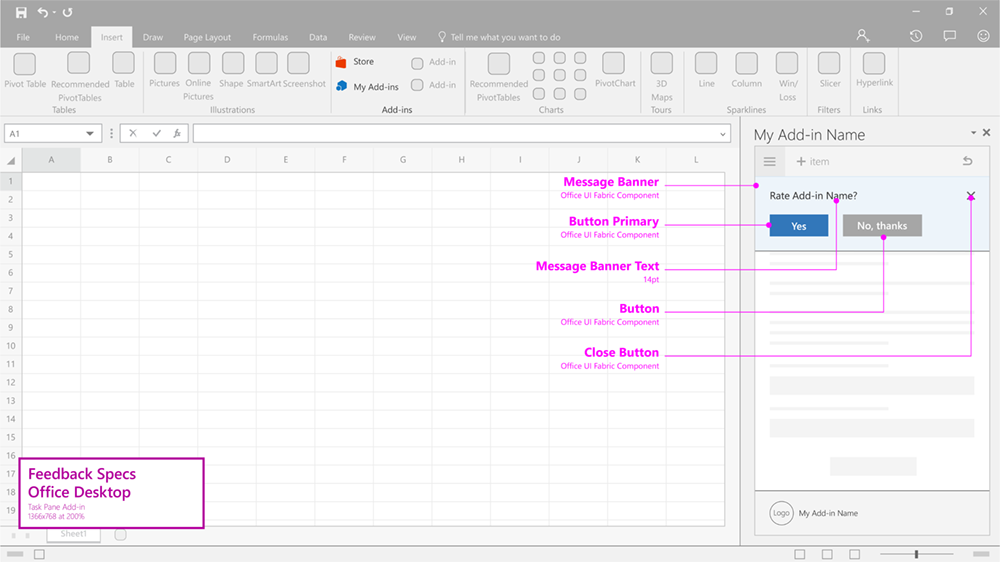 File Home Insert Draw Page Layout Formulas Data Review View Tell me what you want to do
Pivot Table
Recommended
PivotTables
Table
Tables
Pictures
Online
Pictures
Shape
SmartArt
Screenshot
Illustrations
Store
My Add-ins
Add-in
Add-in
Add-ins
Recommended
PivotTables
PivotChart
Charts
3D
Maps
Tours
Line
Column
Win/
Loss
Sparklines
Slicer
Filters
Hyperlink
Links
A1
fx
My Add-in Name
A B C D E F G H I J K L
item
1
2
3
4
5
6
7
8
9
10
11
12
13
14
15
16
17
18
19
Message Banner
Office UI Fabric Component
Button Primary
Office UI Fabric Component
Message Banner Text
14pt
Button
Office UI Fabric Component
Close Button
Office UI Fabric Component
Rate Add-in Name?
Yes
No, thanks
Feedback Specs
Office Desktop
Task Pane Add-in
1366x768 at 200%
Sheet1
Logo
My Add-in Name